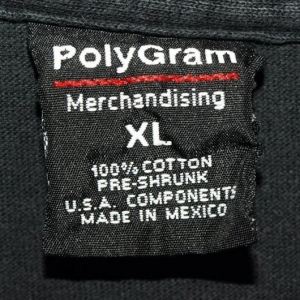 PolyGram
Merchandising
XL
100% COTTON
PRE-SHRUNK
U.S.A. COMPONENTS
MADE IN MEXICO